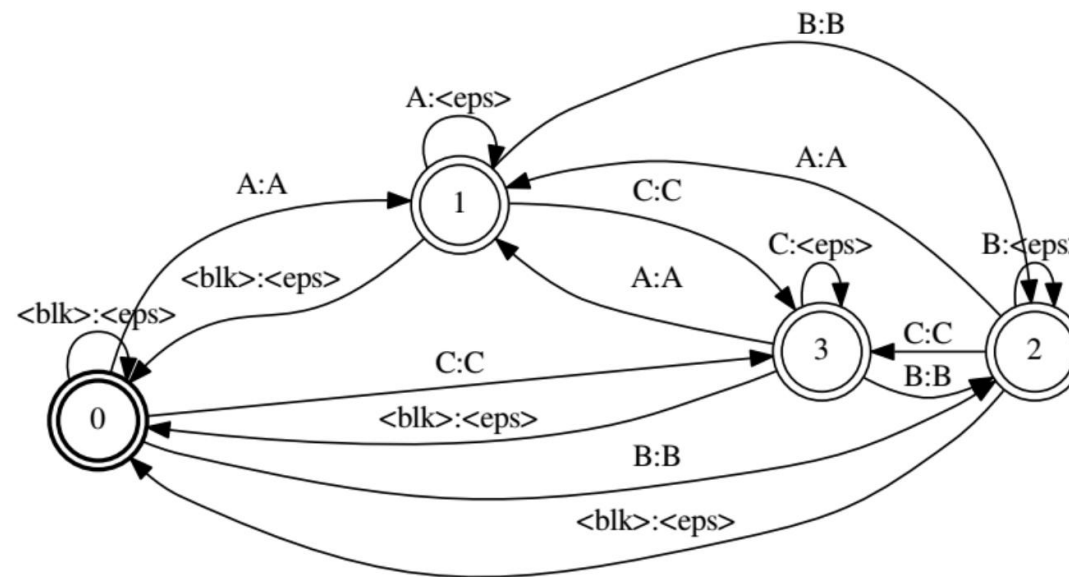 B:B
A:<eps>
A:A
A:A
1
C:C
C:<eps>
B:<eps>
<blk>:<eps>
A:A
<blk>:<eps>
C:C
3
2
C:C
B:B
0
<blk>:<eps>
B:B
<blk>:<eps>